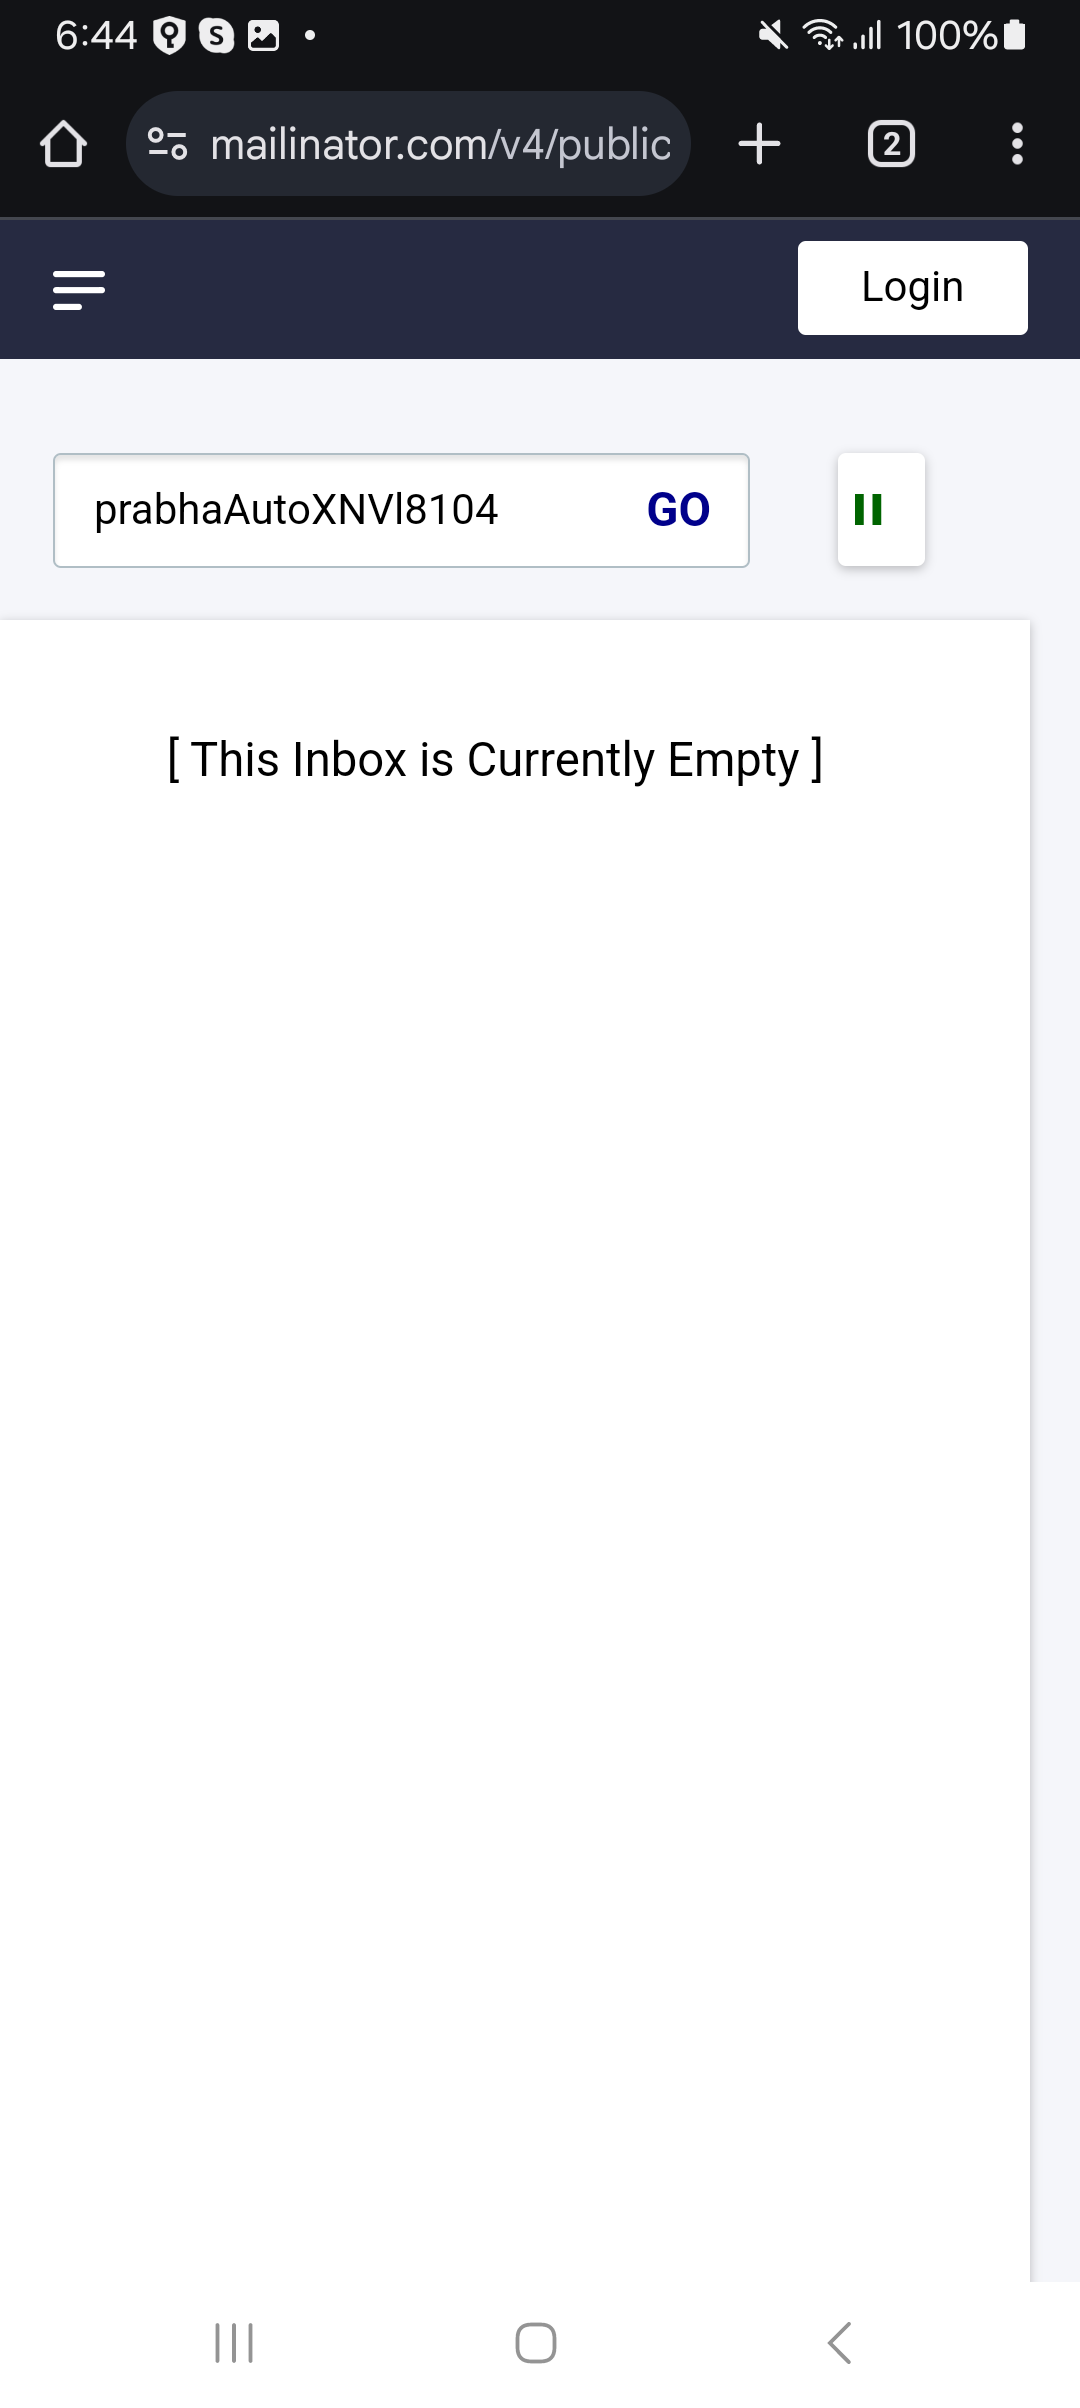 6:44 S 100%
mailinator.com/v4/public 2
Login
prabhaAutoXNVl8104 GO
[ This Inbox is Currently Empty ]